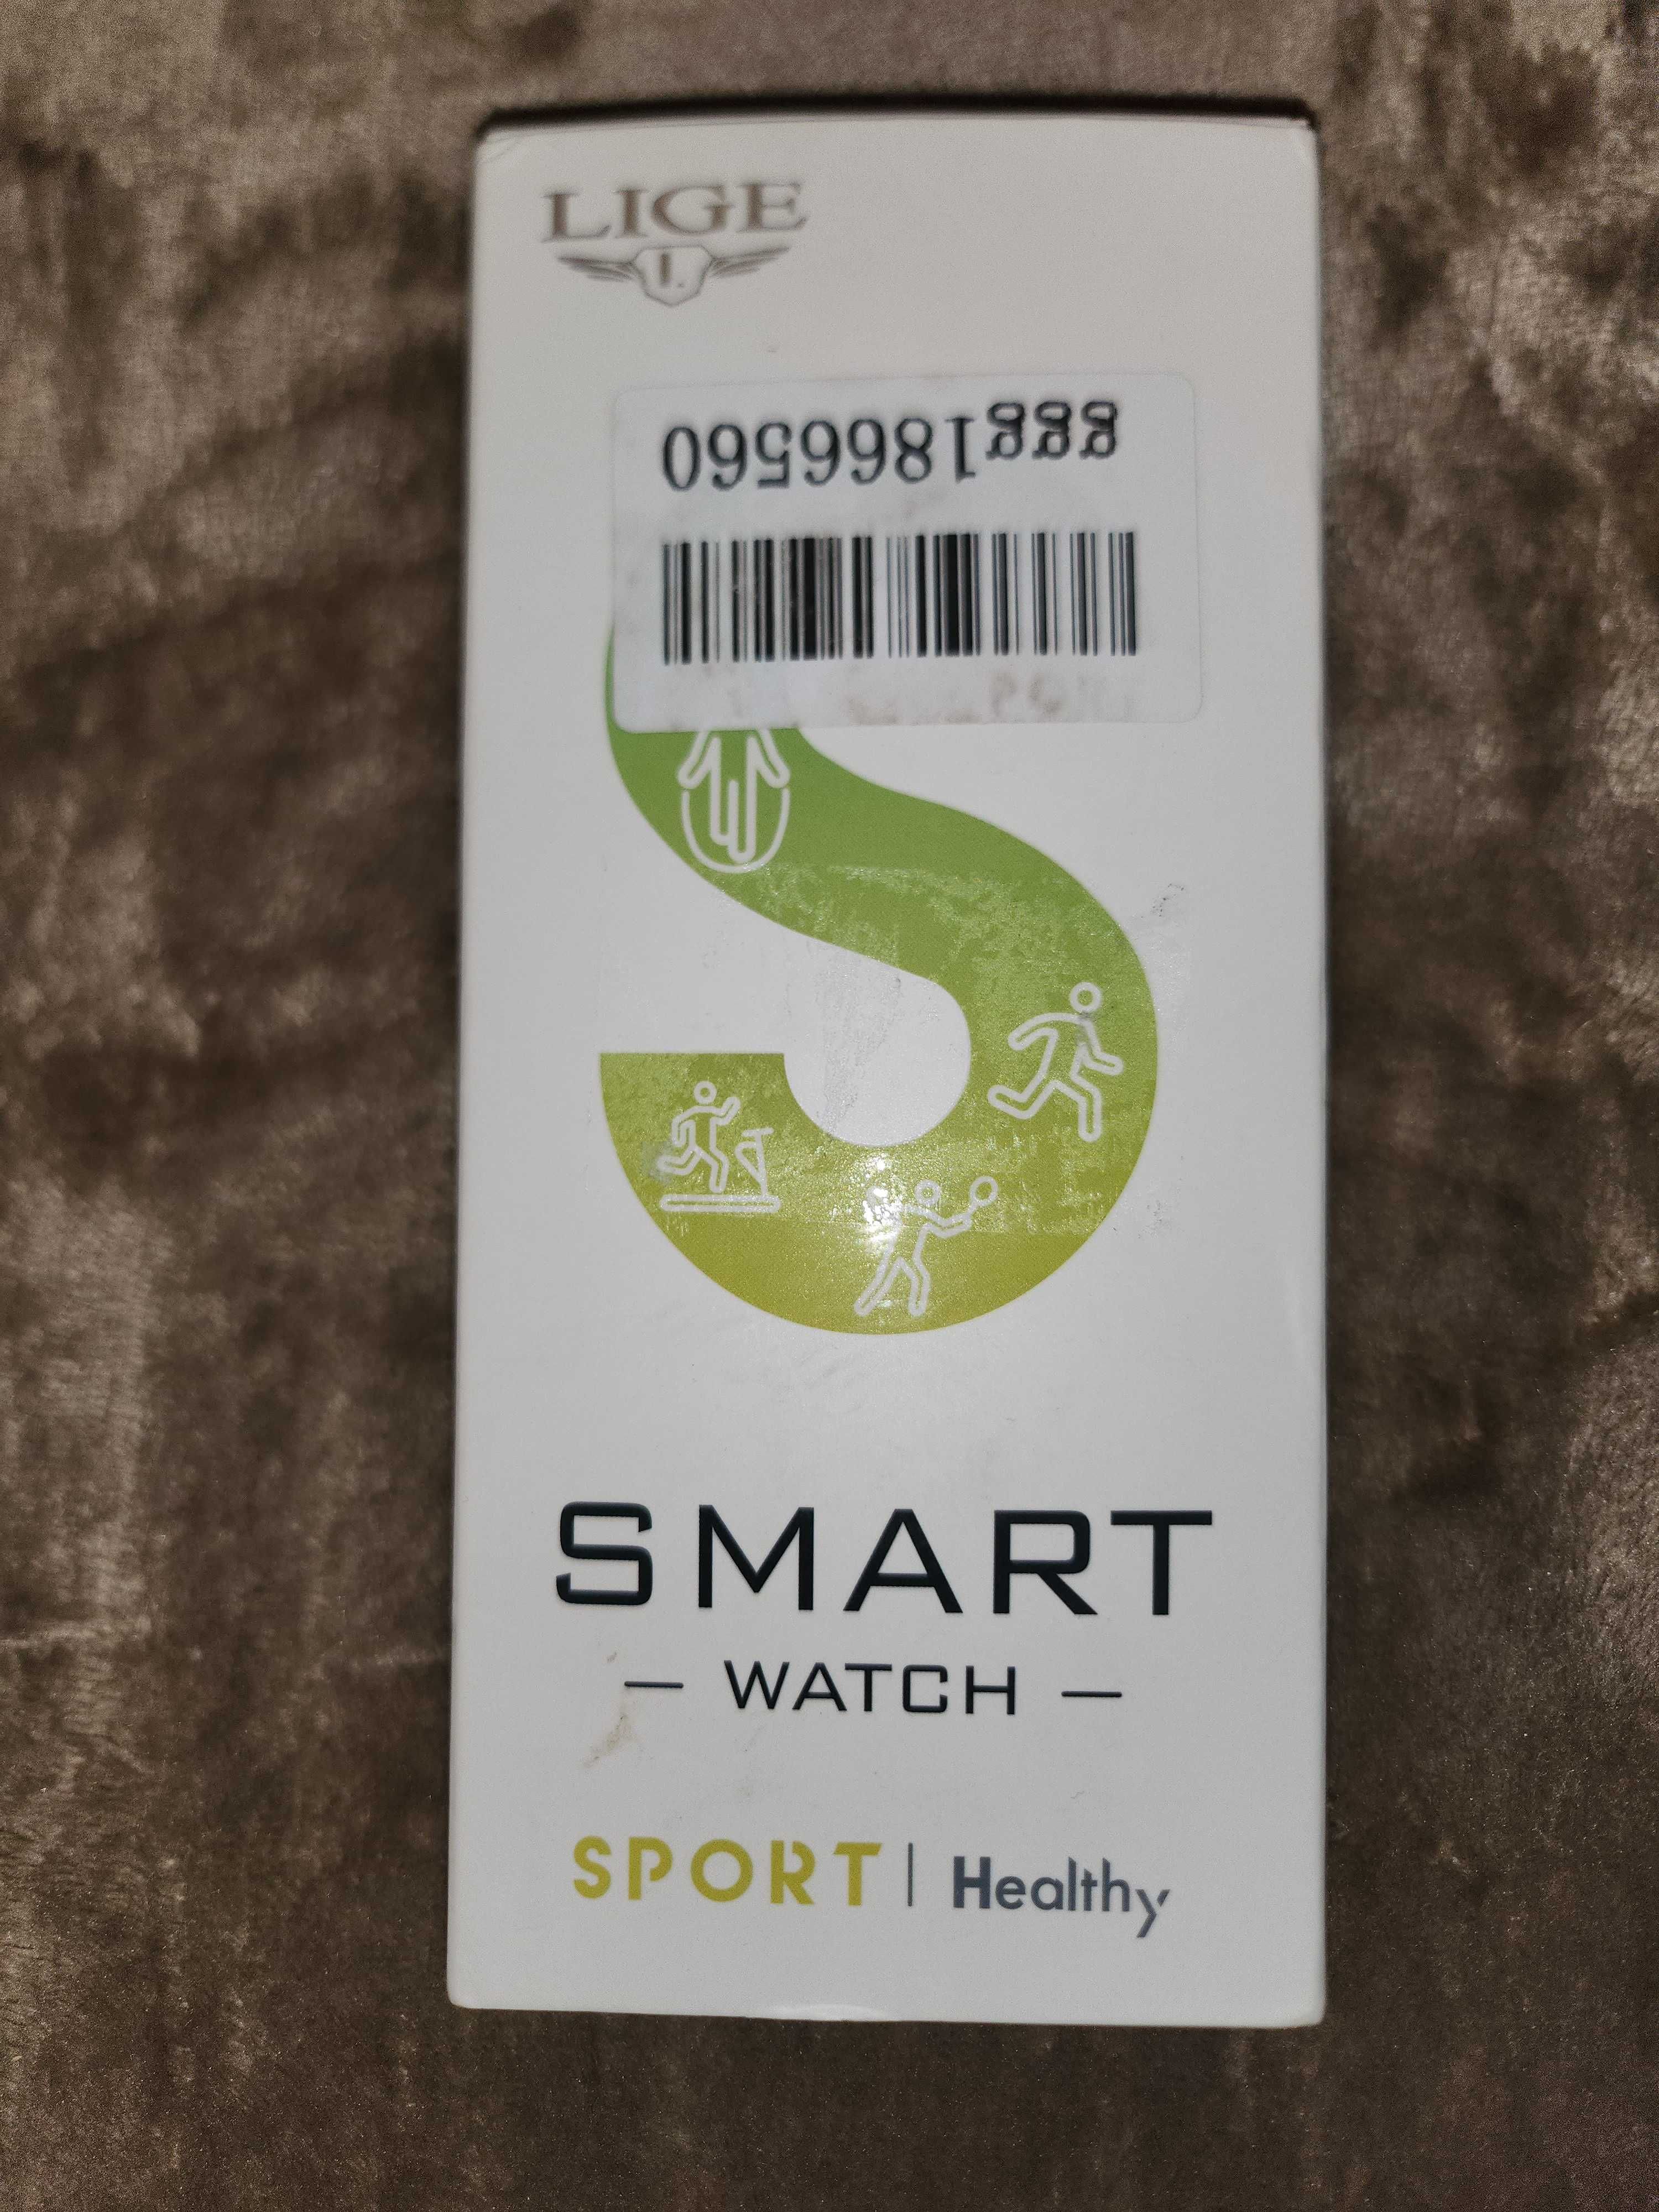 LIGE
ggg1866560
SMART
— WATCH —
SPORT | Healthy